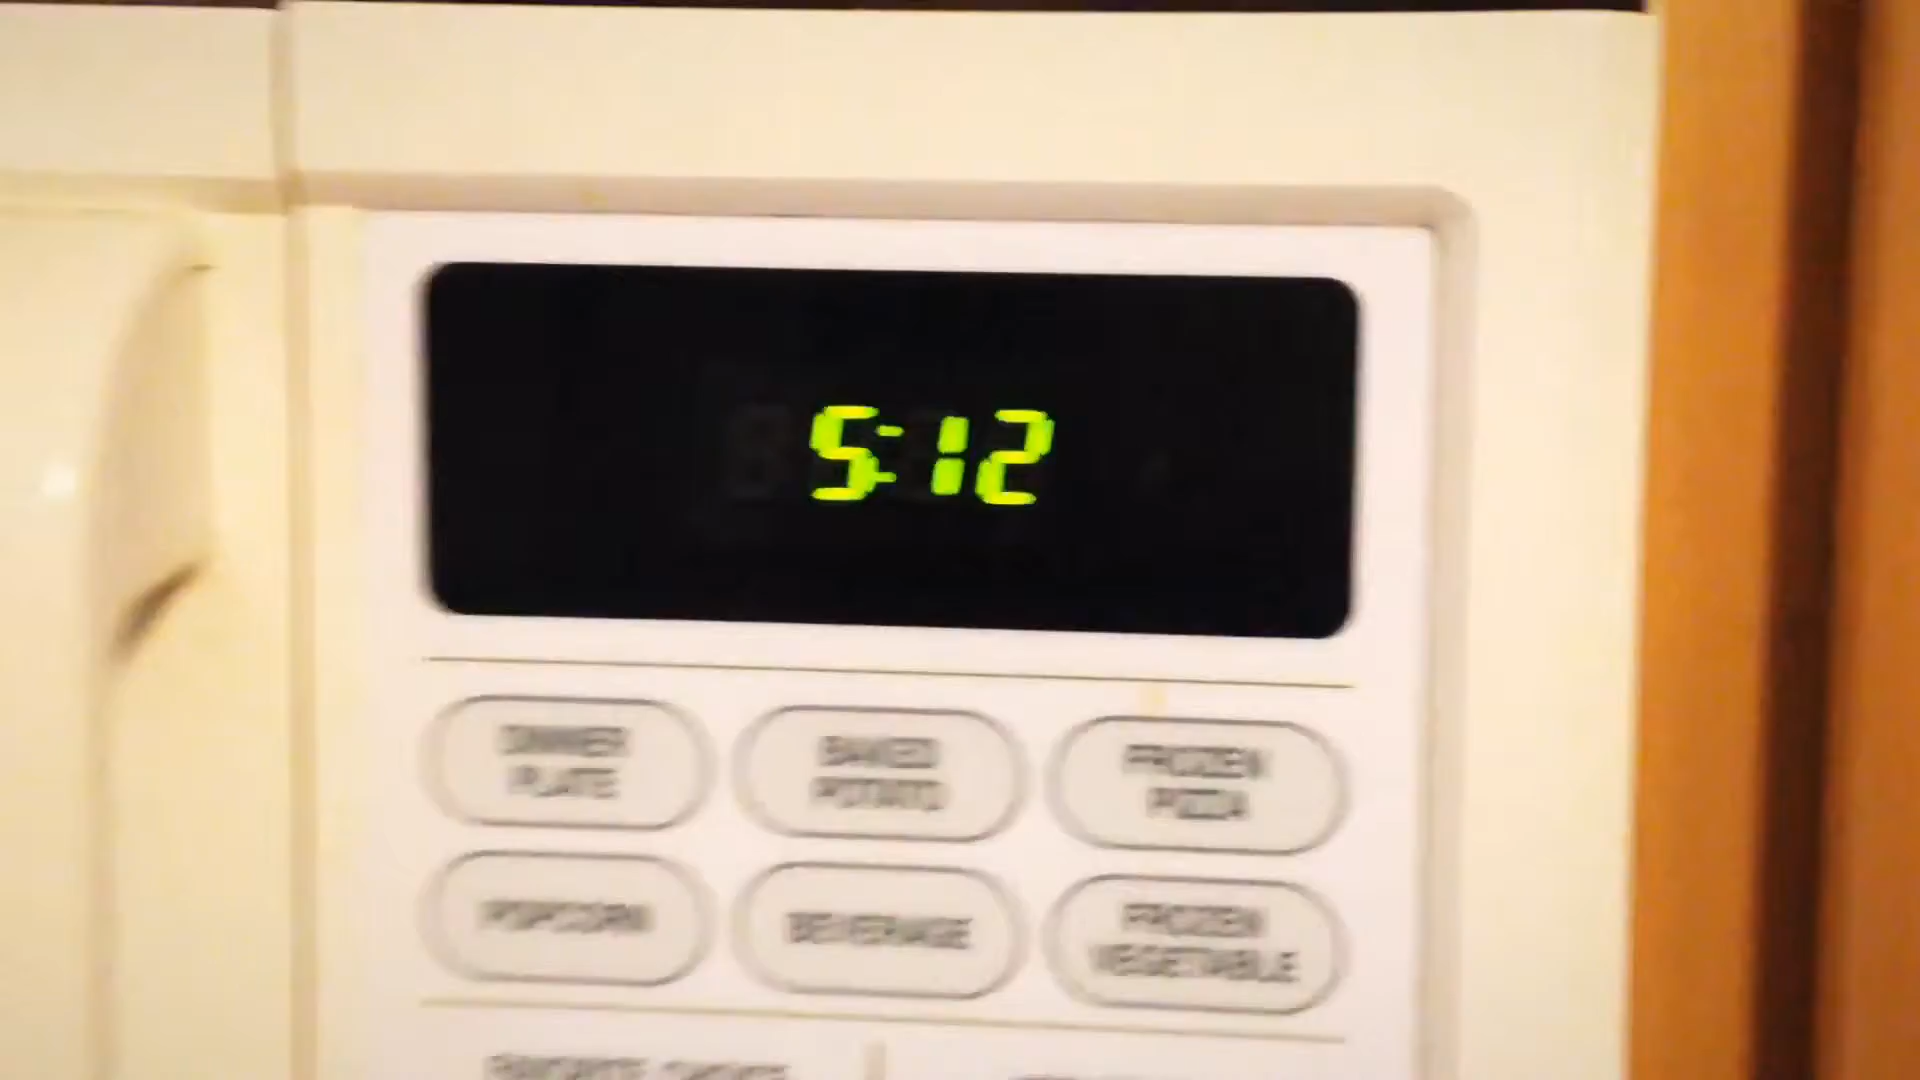 5:12
DINNER
PLATE
BAKED
POTATO
FROZEN
PIZZA
POPCORN
BEVERAGE
FROZEN
VEGETABLE